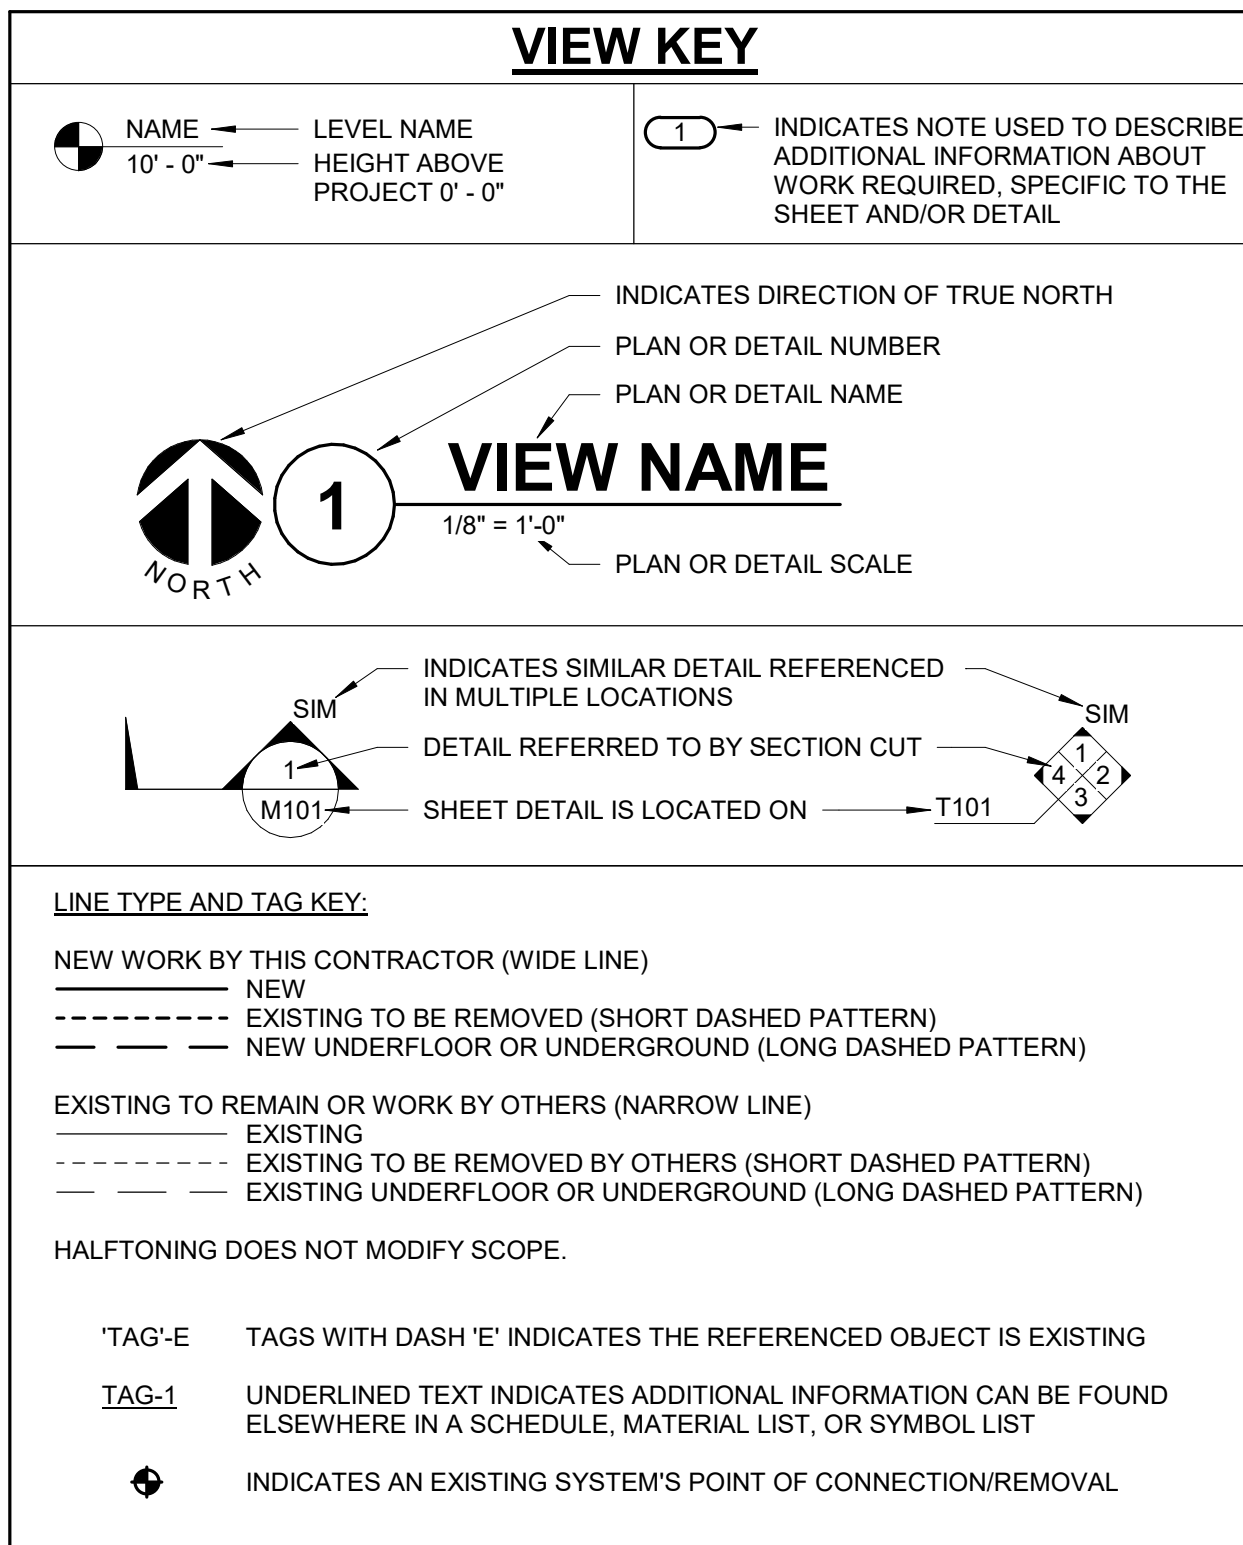 VIEW KEY
NAME
10' - 0"
LEVEL NAME
HEIGHT ABOVE
PROJECT 0' - 0"
1
INDICATES NOTE USED TO DESCRIBE
ADDITIONAL INFORMATION ABOUT
WORK REQUIRED, SPECIFIC TO THE
SHEET AND/OR DETAIL
INDICATES DIRECTION OF TRUE NORTH
PLAN OR DETAIL NUMBER
PLAN OR DETAIL NAME
NORTH
1
VIEW NAME
1/8" = 1'-0"
PLAN OR DETAIL SCALE
SIM
1
M101
INDICATES SIMILAR DETAIL REFERENCED
IN MULTIPLE LOCATIONS
DETAIL REFERRED TO BY SECTION CUT
SHEET DETAIL IS LOCATED ON
SIM
1
4 2
3
T101
LINE TYPE AND TAG KEY:
NEW WORK BY THIS CONTRACTOR (WIDE LINE)
NEW
EXISTING TO BE REMOVED (SHORT DASHED PATTERN)
NEW UNDERFLOOR OR UNDERGROUND (LONG DASHED PATTERN)
EXISTING TO REMAIN OR WORK BY OTHERS (NARROW LINE)
EXISTING
EXISTING TO BE REMOVED BY OTHERS (SHORT DASHED PATTERN)
EXISTING UNDERFLOOR OR UNDERGROUND (LONG DASHED PATTERN)
HALFTONING DOES NOT MODIFY SCOPE.
'TAG'-E TAGS WITH DASH 'E' INDICATES THE REFERENCED OBJECT IS EXISTING
TAG-1 UNDERLINED TEXT INDICATES ADDITIONAL INFORMATION CAN BE FOUND
ELSEWHERE IN A SCHEDULE, MATERIAL LIST, OR SYMBOL LIST
INDICATES AN EXISTING SYSTEM'S POINT OF CONNECTION/REMOVAL